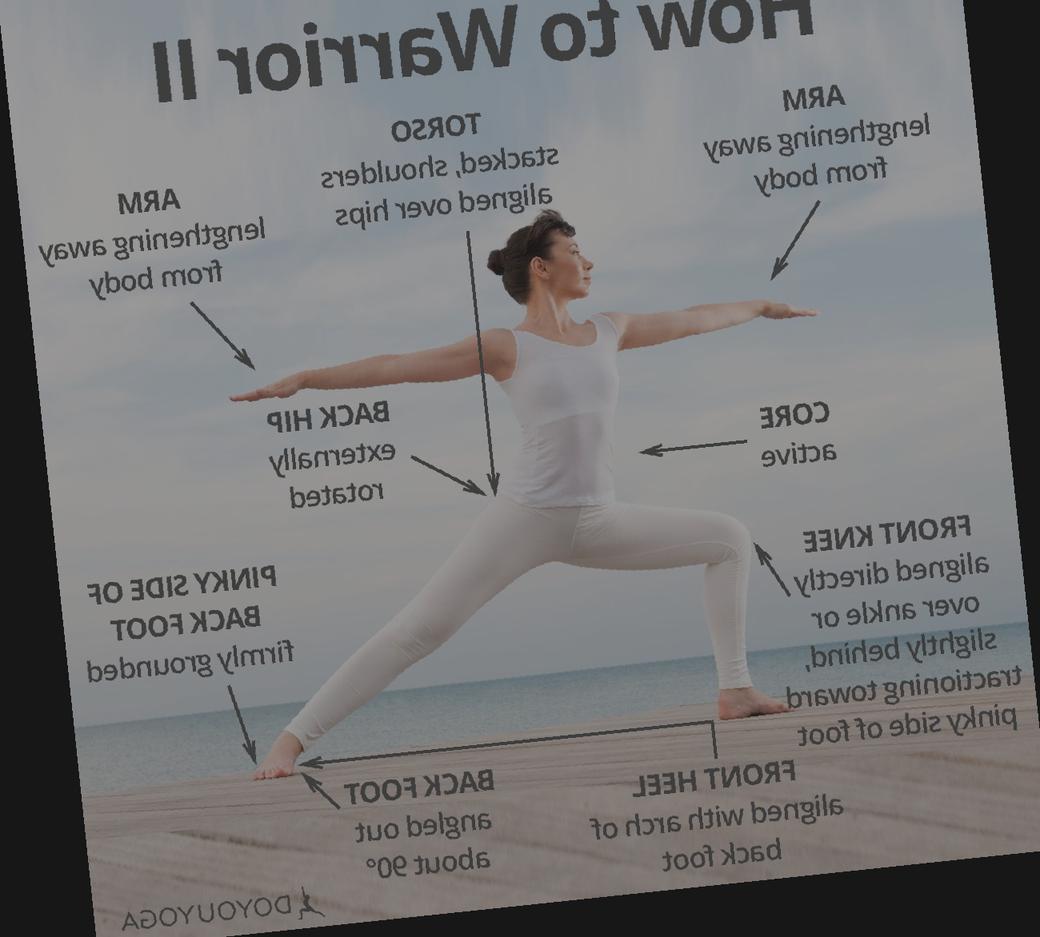 How to Warrior II
ARM
lengthening away
from body
TORSO
stacked, shoulders
aligned over hips
ARM
lengthening away
from body
CORE
active
BACK HIP
externally
rotated
FRONT KNEE
aligned directly
over ankle or
slightly behind,
tractioning toward
pinky side of foot
PINKY SIDE OF
BACK FOOT
firmly grounded
FRONT HEEL
aligned with arch of
back foot
BACK FOOT
angled out
about 90°
DOYOUYOGA